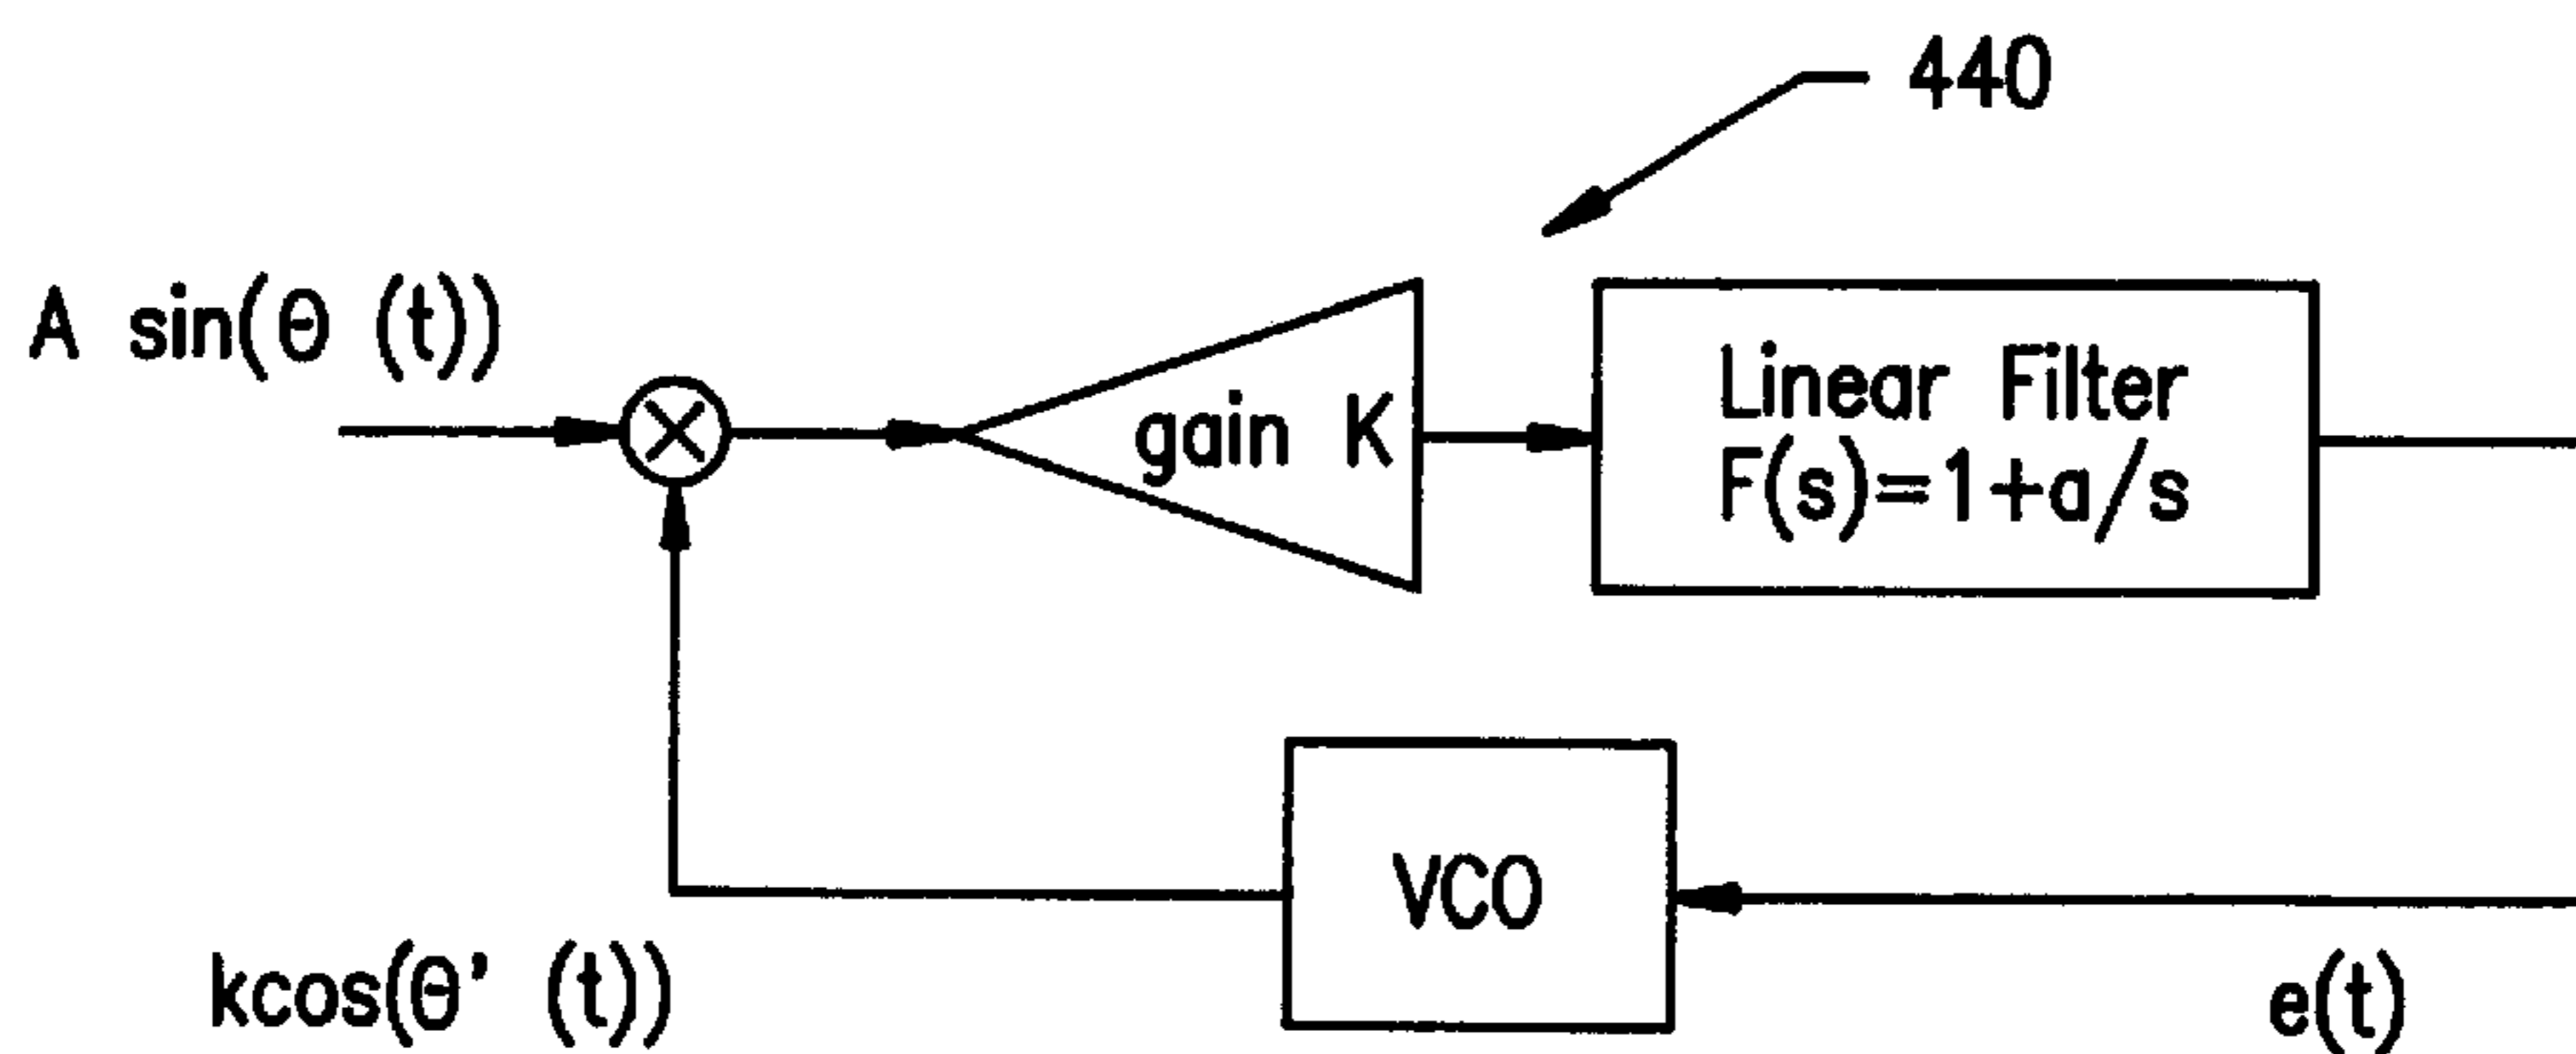 440
A sin(Θ (t))
gain K
Linear Filter
F(s)=1+a/s
VCO
kcos(Θ' (t))
e(t)